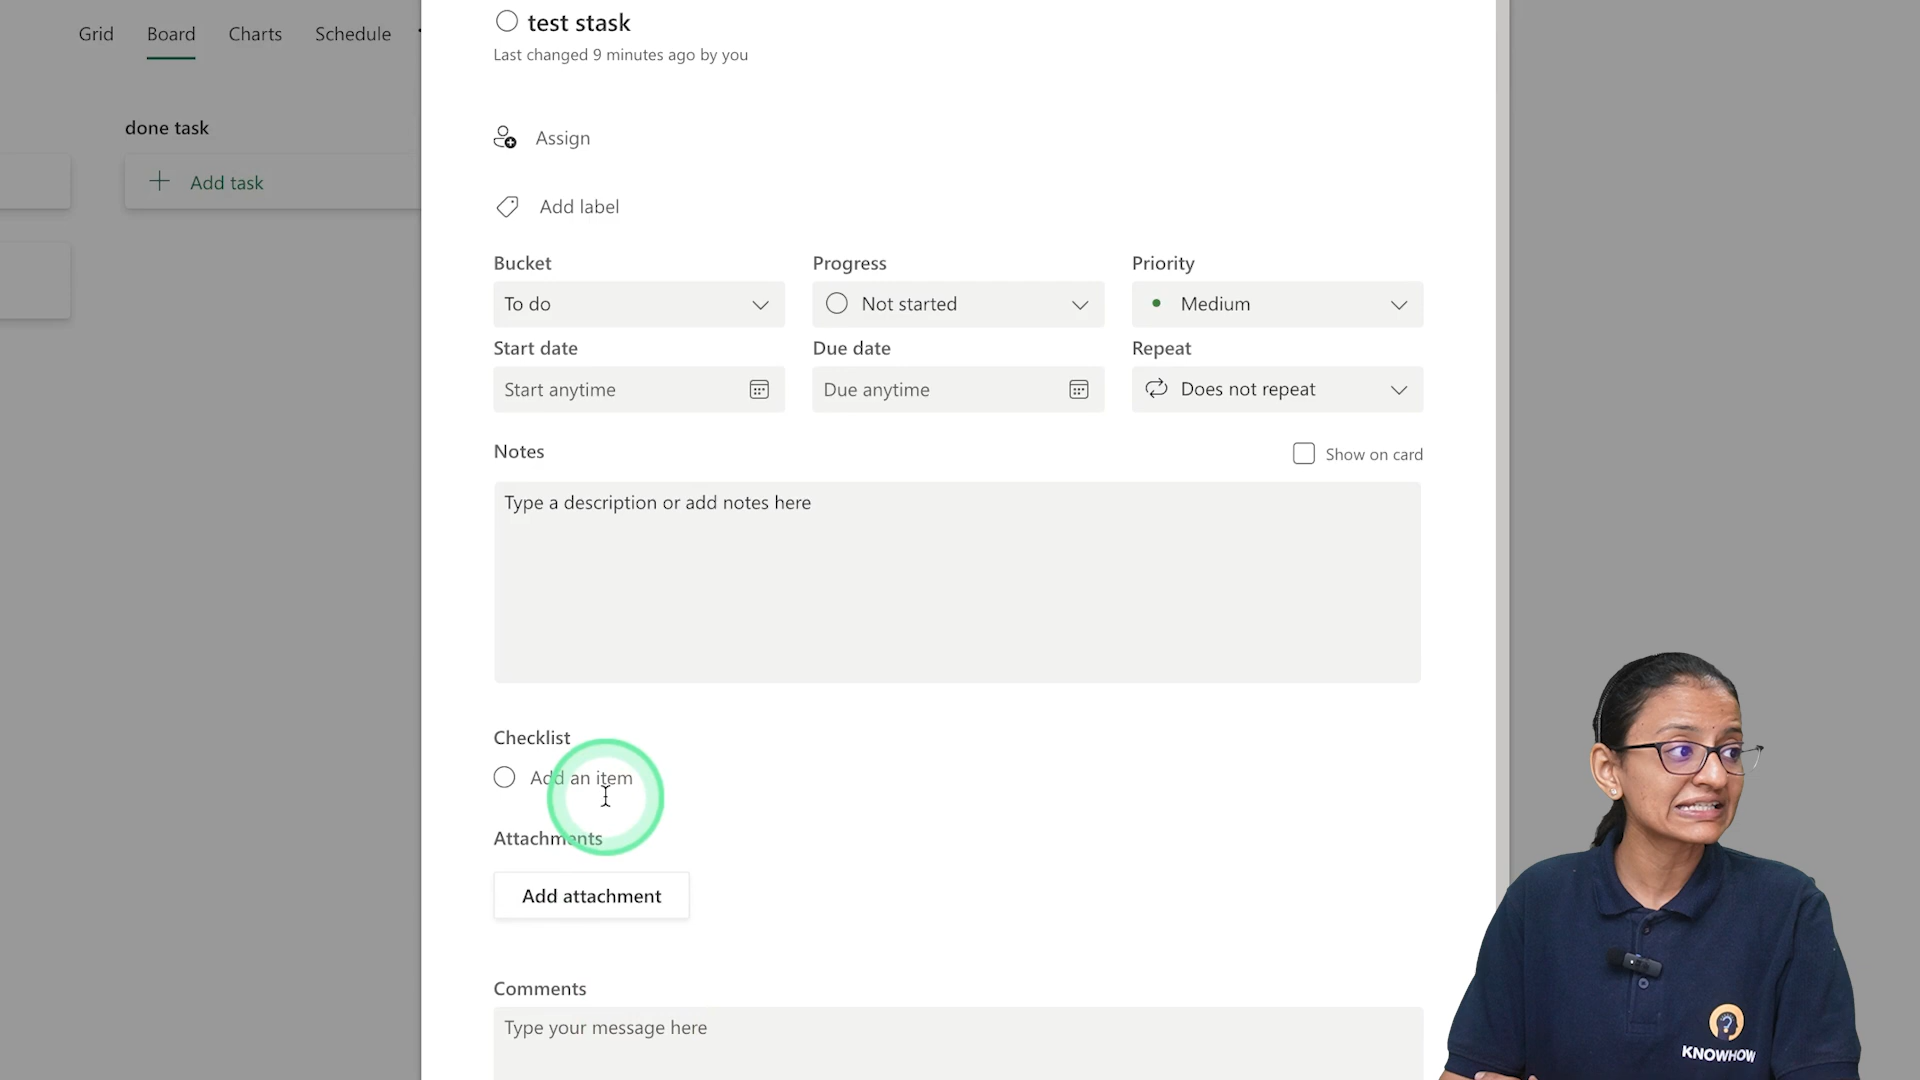 Grid Board Charts Schedule
done task
Add task
test stask
Last changed 9 minutes ago by you
Assign
Add label
Bucket Progress Priority
To do Not started Medium
Start date Due date Repeat
Start anytime Due anytime Does not repeat
Notes Show on card
Type a description or add notes here
Checklist
Add an item
Attachments
Add attachment
Comments
Type your message here
KNOWHOW